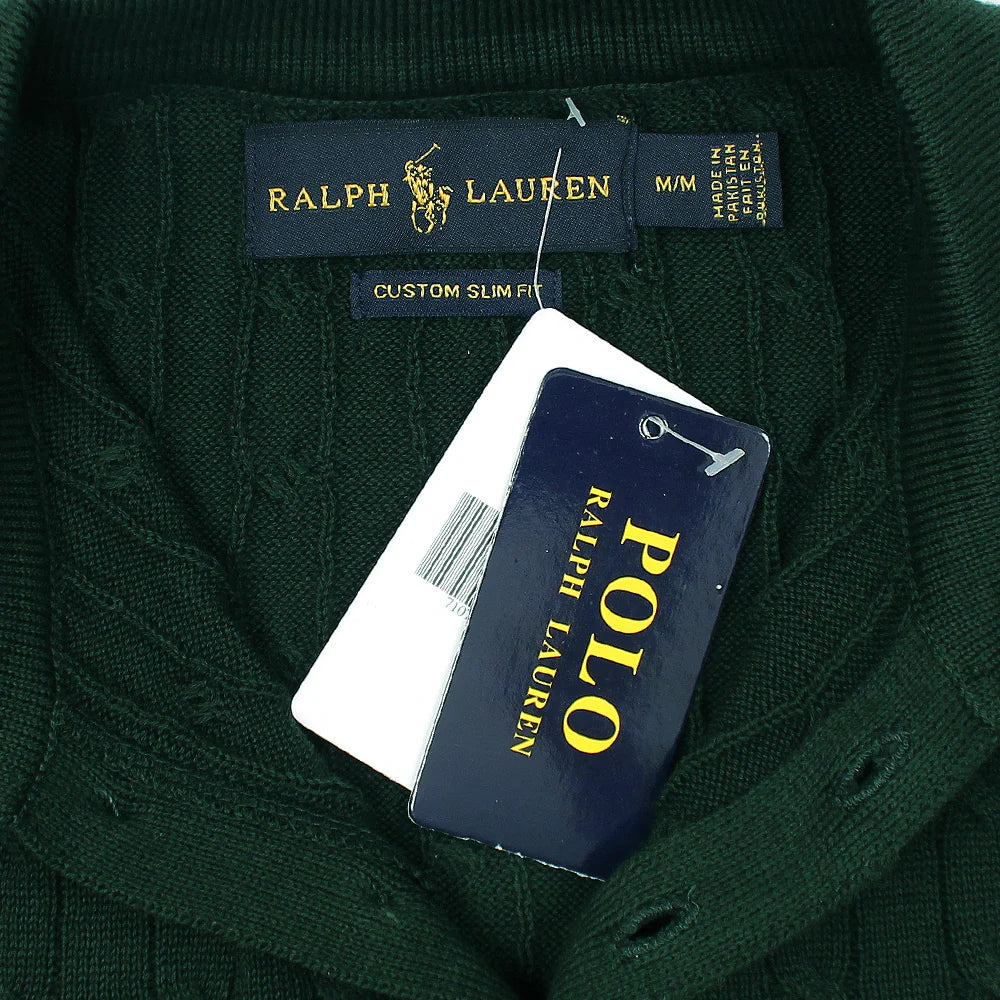 RALPH LAUREN
M/M
MADE IN
PAKISTAN
FAIT EN
CUSTOM SLIM FIT
POLO
RALPH LAUREN